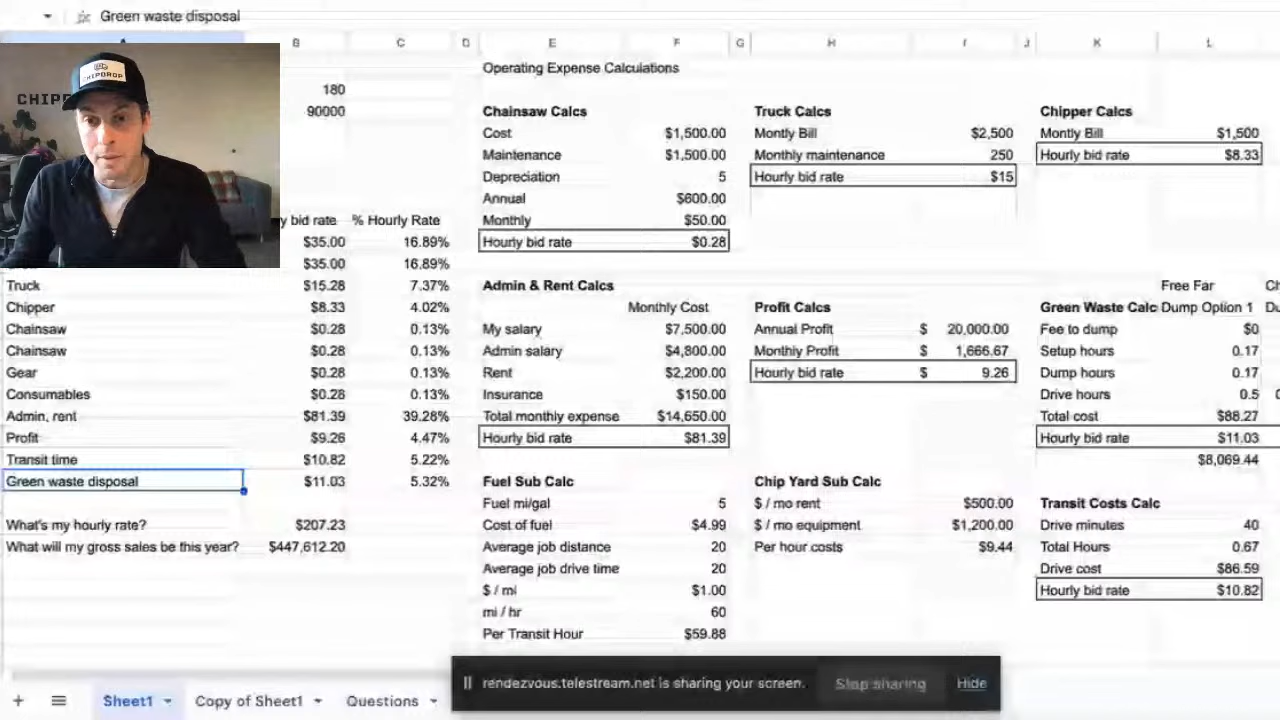 Green waste disposal
B C D E F G H I J K L
Operating Expense Calculations
180
90000
CHIPDROP
CHIP
Chainsaw Calcs Truck Calcs Chipper Calcs
Cost $1,500.00 Montly Bill $2,500 Montly Bill $1,500
Maintenance $1,500.00 Monthly maintenance 250 Hourly bid rate $8.33
Depreciation 5 Hourly bid rate $15
Annual $600.00
y bid rate % Hourly Rate Monthly $50.00
$35.00 16.89% Hourly bid rate $0.28
$35.00 16.89%
Truck $15.28 7.37% Admin & Rent Calcs Free Far
Chipper $8.33 4.02% Monthly Cost Profit Calcs Green Waste Calc Dump Option 1
Chainsaw $0.28 0.13% My salary $7,500.00 Annual Profit $ 20,000.00 Fee to dump $0
Chainsaw $0.28 0.13% Admin salary $4,800.00 Monthly Profit $ 1,666.67 Setup hours 0.17
Gear $0.28 0.13% Rent $2,200.00 Hourly bid rate $ 9.26 Dump hours 0.17
Consumables $0.28 0.13% Insurance $150.00 Drive hours 0.5
Admin, rent $81.39 39.28% Total monthly expense $14,650.00 Total cost $88.27
Profit $9.26 4.47% Hourly bid rate $81.39 Hourly bid rate $11.03
Transit time $10.82 5.22% $8,069.44
Green waste disposal $11.03 5.32% Fuel Sub Calc Chip Yard Sub Calc
Fuel mi/gal 5 $ / mo rent $500.00 Transit Costs Calc
What's my hourly rate? $207.23 Cost of fuel $4.99 $ / mo equipment $1,200.00 Drive minutes 40
What will my gross sales be this year? $447,612.20 Average job distance 20 Per hour costs $9.44 Total Hours 0.67
Average job drive time 20 Drive cost $86.59
$ / mi $1.00 Hourly bid rate $10.82
mi / hr 60
Per Transit Hour $59.88
rendezvous.telestream.net is sharing your screen. Stop sharing Hide
Sheet1 Copy of Sheet1 Questions